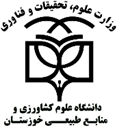 وزارت علوم، تحقیقات و فناوری
دانشگاه علوم کشاورزی و
منابع طبیعی خوزستان